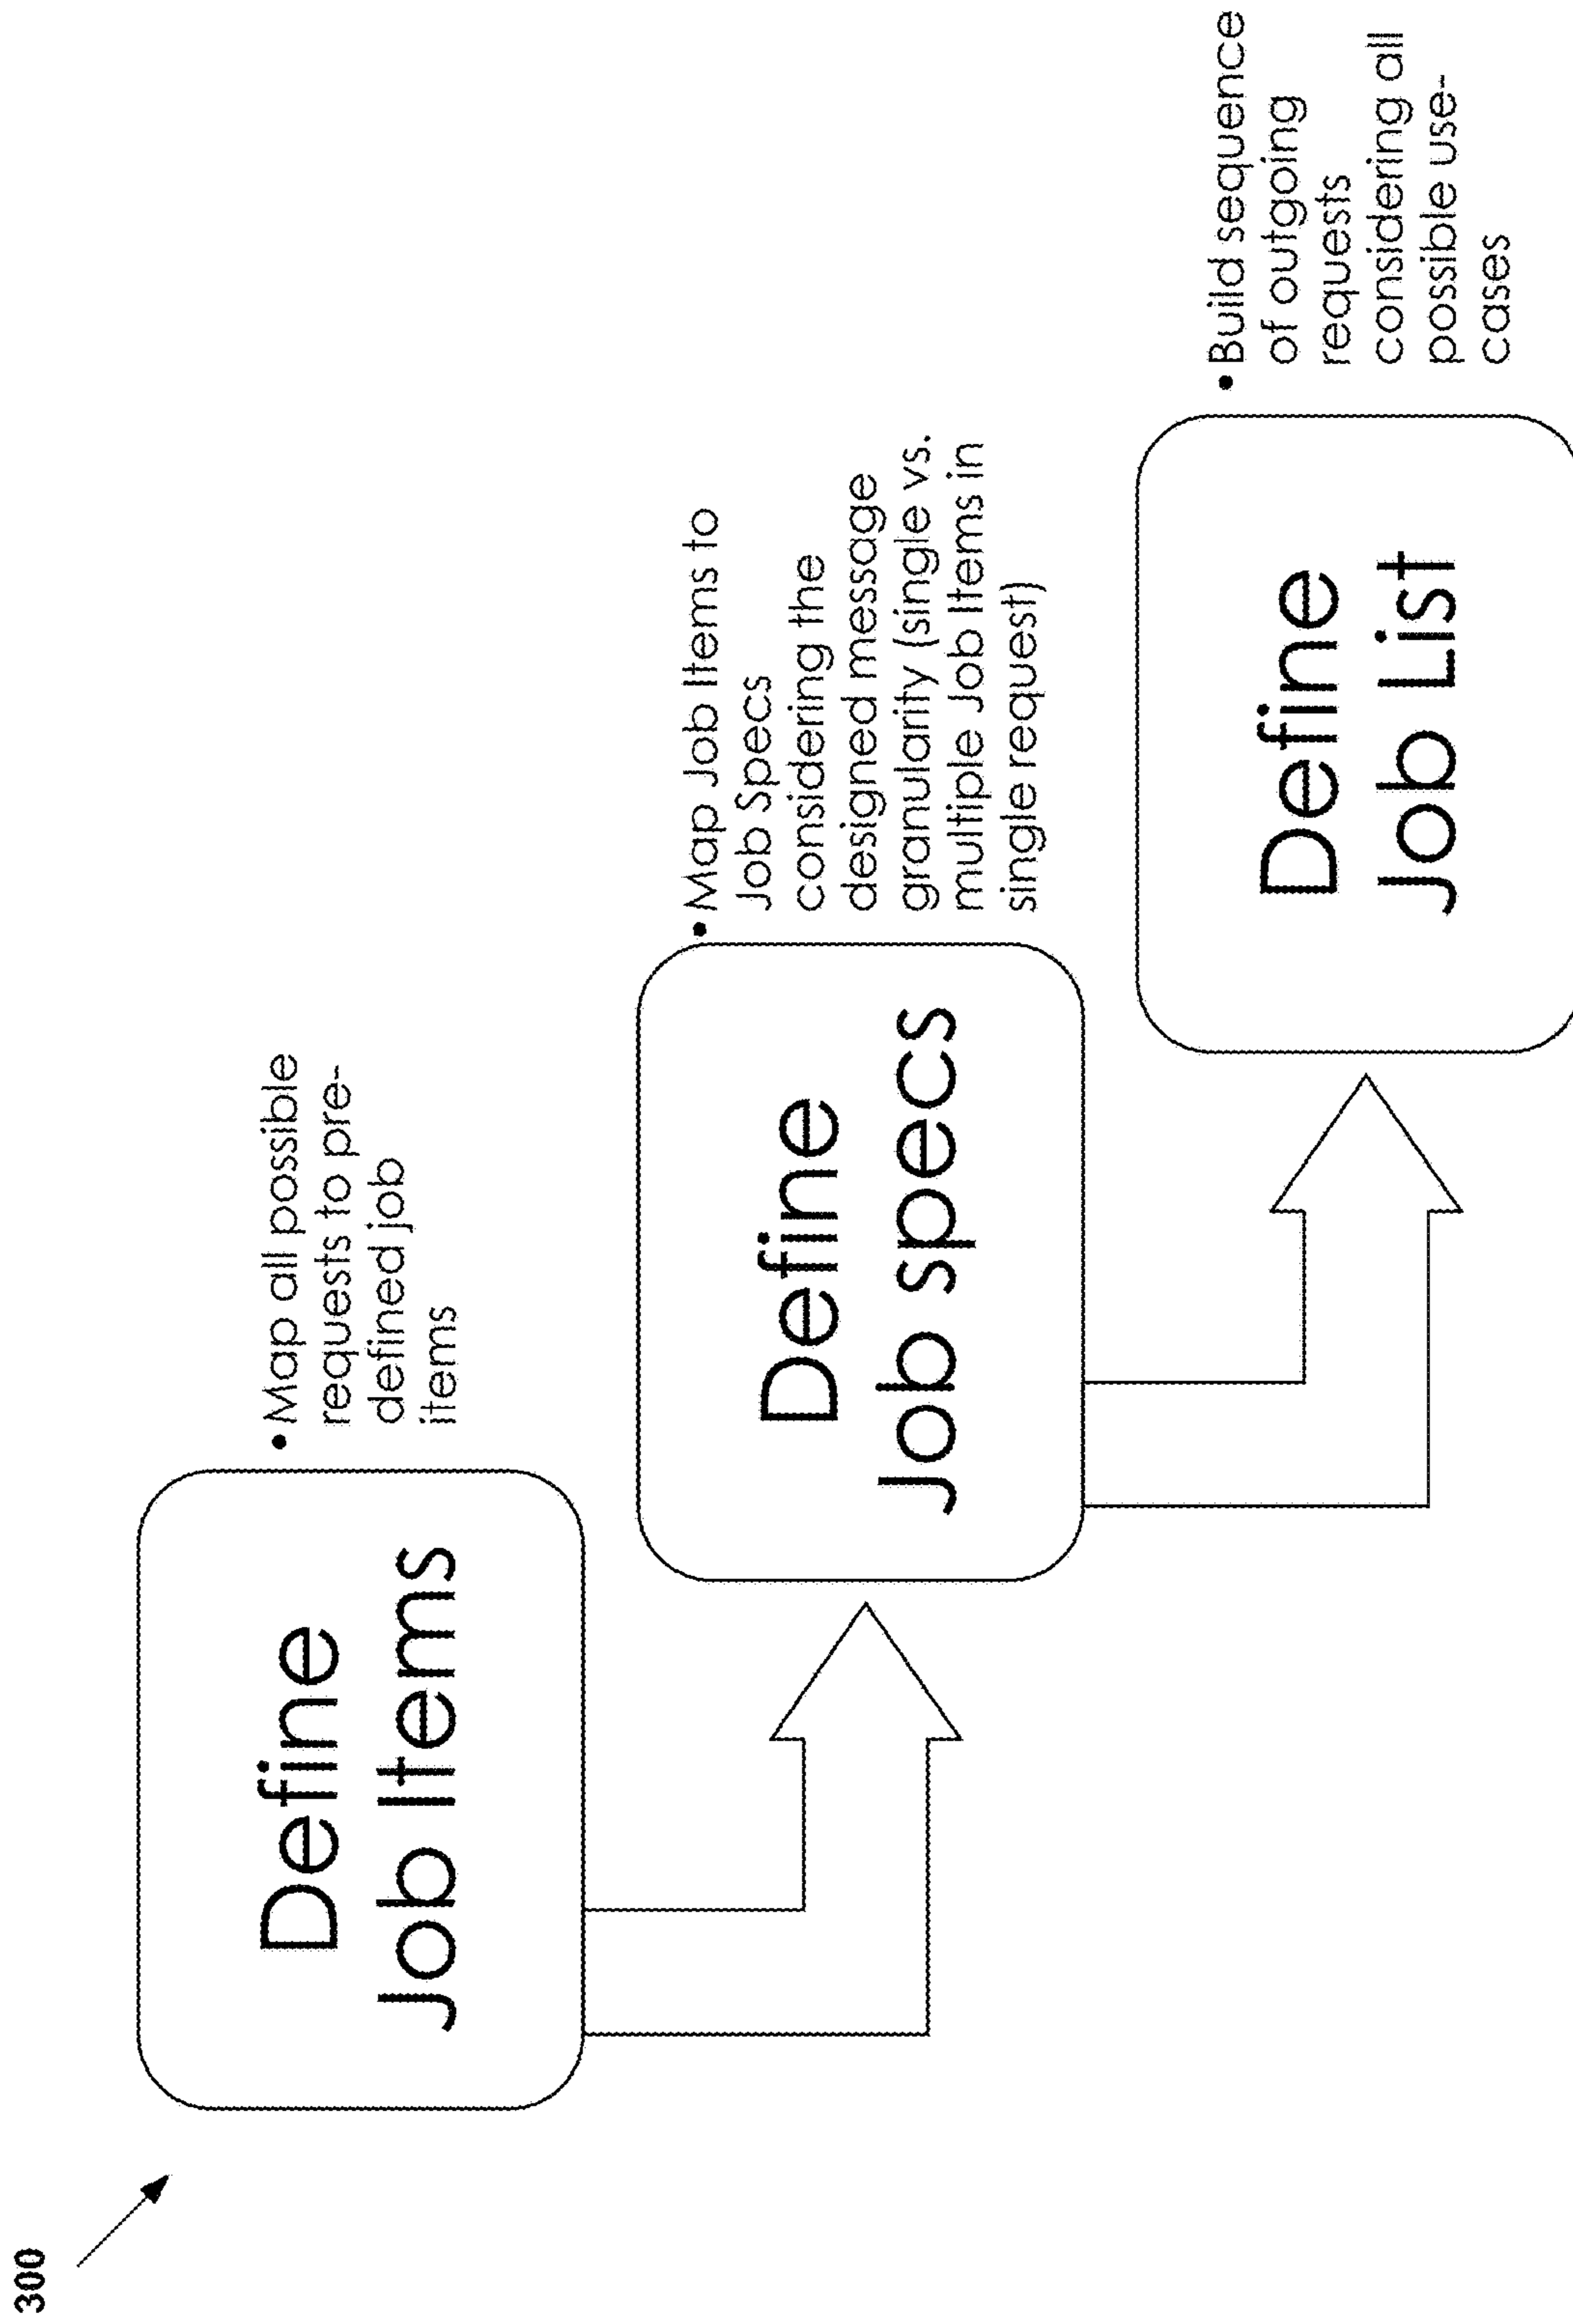 300
Define
Job Items
•Map all possible
requests to pre-
defined job
items
Define
Job specs
•Map Job Items to
Job Specs
considering the
designed message
granularity (single vs.
multiple Job Items in
single request)
Define
Job List
•Build sequence
of outgoing
requests
considering all
possible use-
cases